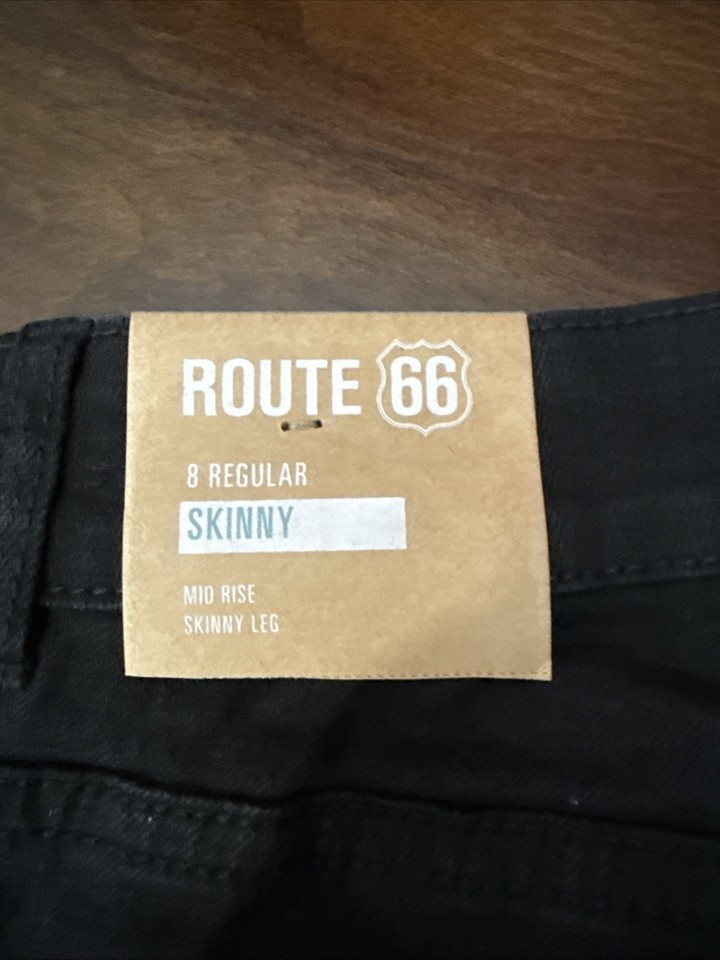 ROUTE 66
8 REGULAR
SKINNY
MID RISE
SKINNY LEG